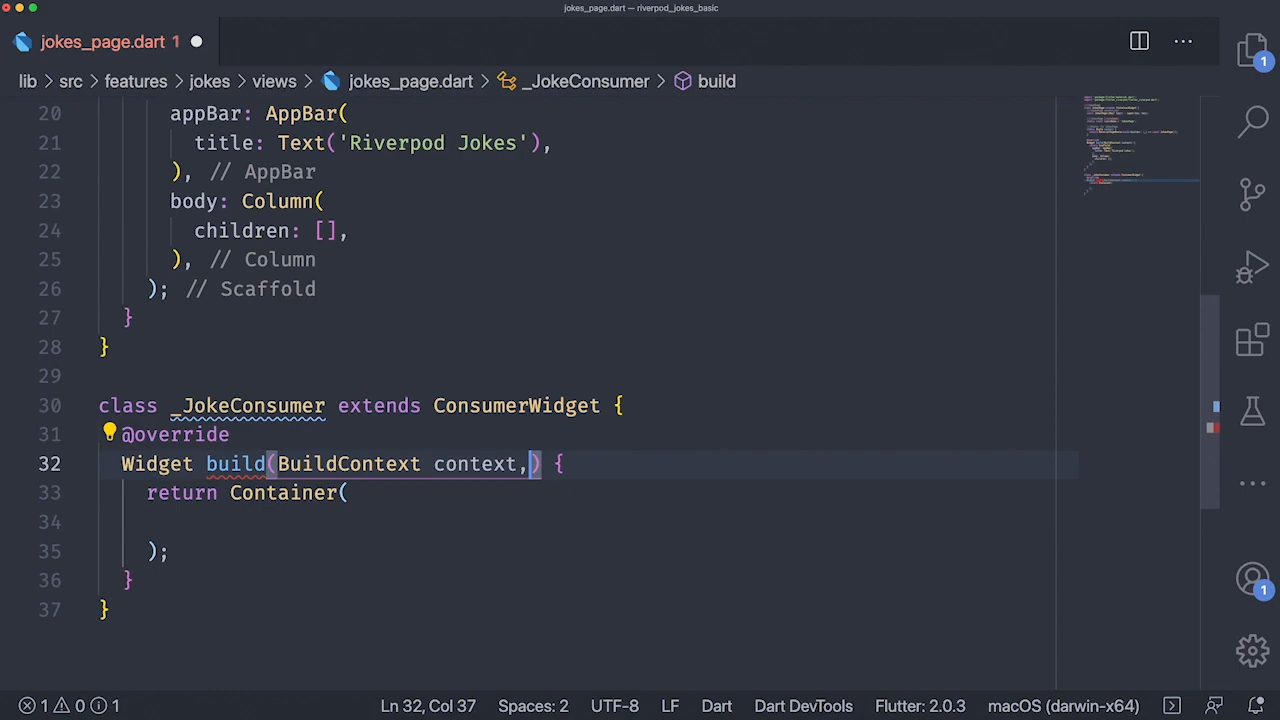 jokes_page.dart — riverpod_jokes_basic
jokes_page.dart 1
lib > src > features > jokes > views > jokes_page.dart > _JokeConsumer > build
20 appBar: AppBar(
21 title: Text('Riverpod Jokes'),
22 ), // AppBar
23 body: Column(
24 children: [],
25 ), // Column
26 ); // Scaffold
27 }
28 }
29
30 class _JokeConsumer extends ConsumerWidget {
31 @override
32 Widget build(BuildContext context,) {
33 return Container(
34
35 );
36 }
37 }
1
1
1 0 1 Ln 32, Col 37 Spaces: 2 UTF-8 LF Dart Dart DevTools Flutter: 2.0.3 macOS (darwin-x64)